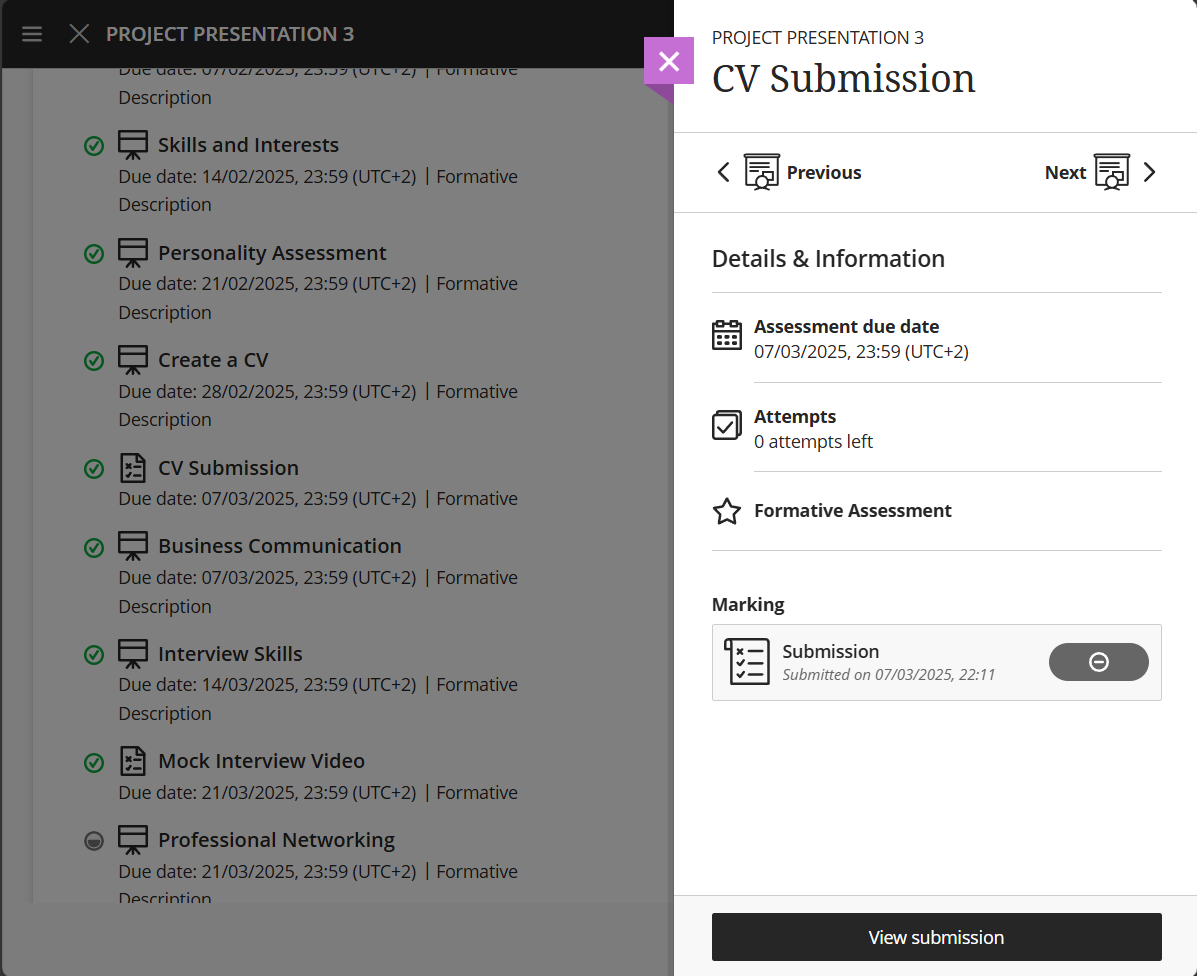 PROJECT PRESENTATION 3
Due date: 07/02/2025, 23:59 (UTC+2) | Formative
Description
Skills and Interests
Due date: 14/02/2025, 23:59 (UTC+2) | Formative
Description
Personality Assessment
Due date: 21/02/2025, 23:59 (UTC+2) | Formative
Description
Create a CV
Due date: 28/02/2025, 23:59 (UTC+2) | Formative
Description
CV Submission
Due date: 07/03/2025, 23:59 (UTC+2) | Formative
Business Communication
Due date: 07/03/2025, 23:59 (UTC+2) | Formative
Description
Interview Skills
Due date: 14/03/2025, 23:59 (UTC+2) | Formative
Description
Mock Interview Video
Due date: 21/03/2025, 23:59 (UTC+2) | Formative
Professional Networking
Due date: 21/03/2025, 23:59 (UTC+2) | Formative
Description
PROJECT PRESENTATION 3
CV Submission
Previous
Next
Details & Information
Assessment due date
07/03/2025, 23:59 (UTC+2)
Attempts
0 attempts left
Formative Assessment
Marking
Submission
Submitted on 07/03/2025, 22:11
View submission